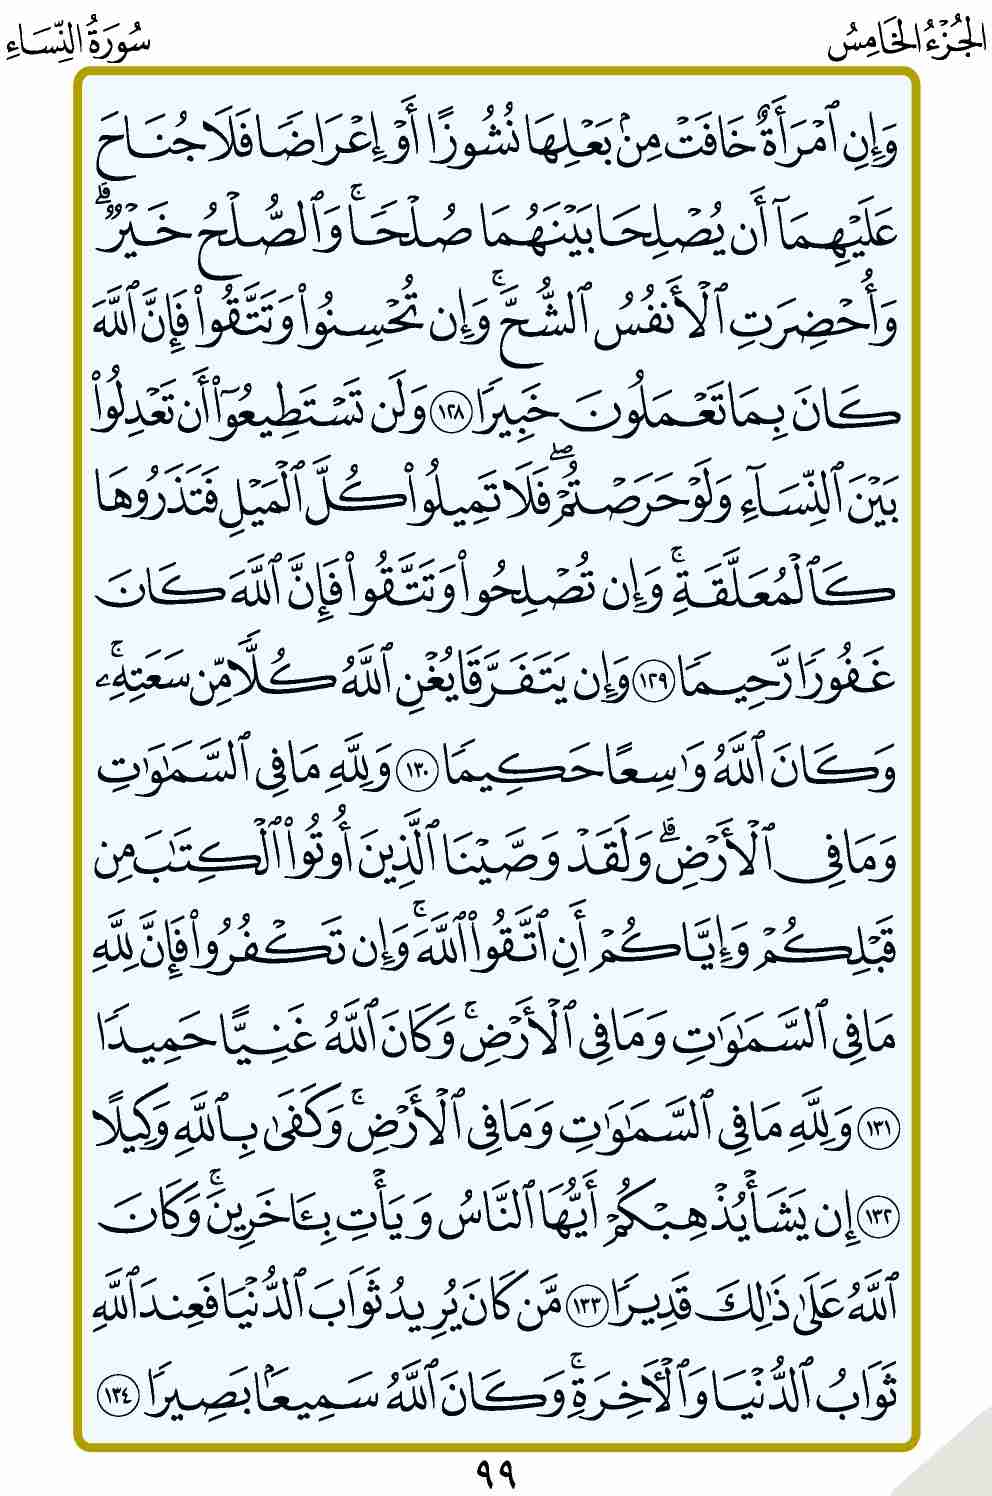 الجُزْءُ الخَامِسُ
سُورَةُ النِّسَاءِ
وَإِنِ ٱمْرَأَةٌ خَافَتْ مِنۢ بَعْلِهَا نُشُوزًا أَوْ إِعْرَاضًا فَلَا جُنَاحَ
عَلَيْهِمَآ أَن يُصْلِحَا بَيْنَهُمَا صُلْحًاۚ وَٱلصُّلْحُ خَيْرٌۗ
وَأُحْضِرَتِ ٱلْأَنفُسُ ٱلشُّحَّۚ وَإِن تُحْسِنُوا۟ وَتَتَّقُوا۟ فَإِنَّ ٱللَّهَ
كَانَ بِمَا تَعْمَلُونَ خَبِيرًا ١٢٨ وَلَن تَسْتَطِيعُوٓا۟ أَن تَعْدِلُوا۟
بَيْنَ ٱلنِّسَآءِ وَلَوْ حَرَصْتُمْۖ فَلَا تَمِيلُوا۟ كُلَّ ٱلْمَيْلِ فَتَذَرُوهَا
كَٱلْمُعَلَّقَةِۚ وَإِن تُصْلِحُوا۟ وَتَتَّقُوا۟ فَإِنَّ ٱللَّهَ كَانَ
غَفُورًا رَّحِيمًا ١٢٩ وَإِن يَتَفَرَّقَا يُغْنِ ٱللَّهُ كُلًّا مِّن سَعَتِهِۦۚ
وَكَانَ ٱللَّهُ وَٰسِعًا حَكِيمًا ١٣٠ وَلِلَّهِ مَا فِى ٱلسَّمَٰوَٰتِ
وَمَا فِى ٱلْأَرْضِۗ وَلَقَدْ وَصَّيْنَا ٱلَّذِينَ أُوتُوا۟ ٱلْكِتَٰبَ مِن
قَبْلِكُمْ وَإِيَّاكُمْ أَنِ ٱتَّقُوا۟ ٱللَّهَۚ وَإِن تَكْفُرُوا۟ فَإِنَّ لِلَّهِ
مَا فِى ٱلسَّمَٰوَٰتِ وَمَا فِى ٱلْأَرْضِۚ وَكَانَ ٱللَّهُ غَنِيًّا حَمِيدًا
١٣١ وَلِلَّهِ مَا فِى ٱلسَّمَٰوَٰتِ وَمَا فِى ٱلْأَرْضِۚ وَكَفَىٰ بِٱللَّهِ وَكِيلًا
١٣٢ إِن يَشَأْ يُذْهِبْكُمْ أَيُّهَا ٱلنَّاسُ وَيَأْتِ بِـَٔاخَرِينَۚ وَكَانَ
ٱللَّهُ عَلَىٰ ذَٰلِكَ قَدِيرًا ١٣٣ مَّن كَانَ يُرِيدُ ثَوَابَ ٱلدُّنْيَا فَعِندَ ٱللَّهِ
ثَوَابُ ٱلدُّنْيَا وَٱلْـَٔاخِرَةِۚ وَكَانَ ٱللَّهُ سَمِيعًۢا بَصِيرًا ١٣٤
٩٩